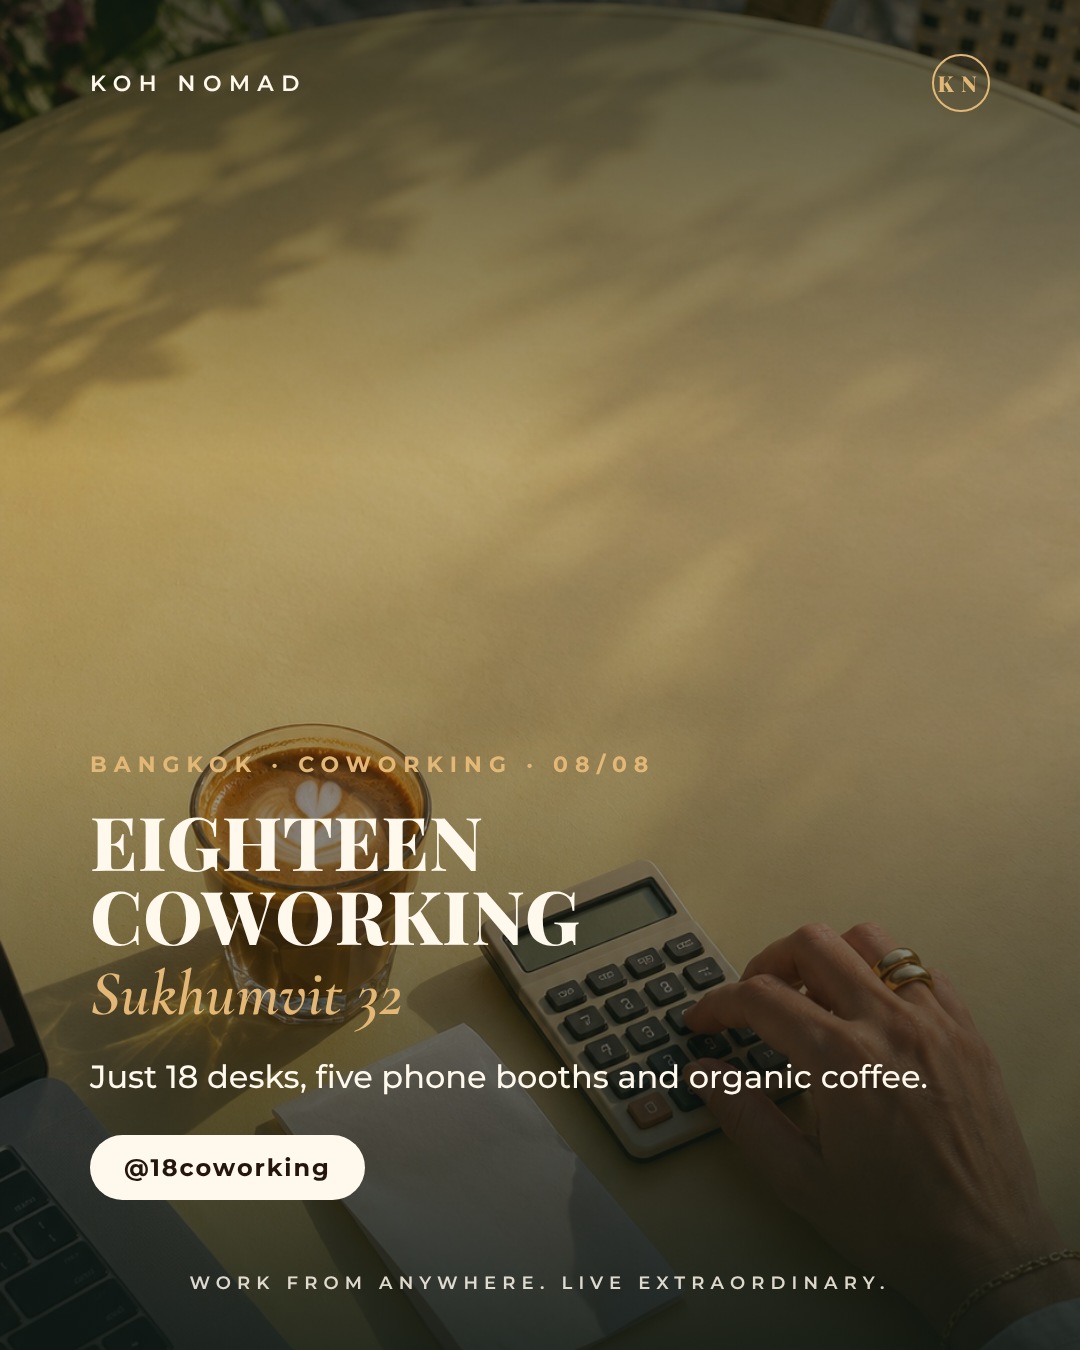 KOH NOMAD
KN
BANGKOK · COWORKING · 08/08
EIGHTEEN
COWORKING
Sukhumvit 32
Just 18 desks, five phone booths and organic coffee.
@18coworking
WORK FROM ANYWHERE. LIVE EXTRAORDINARY.